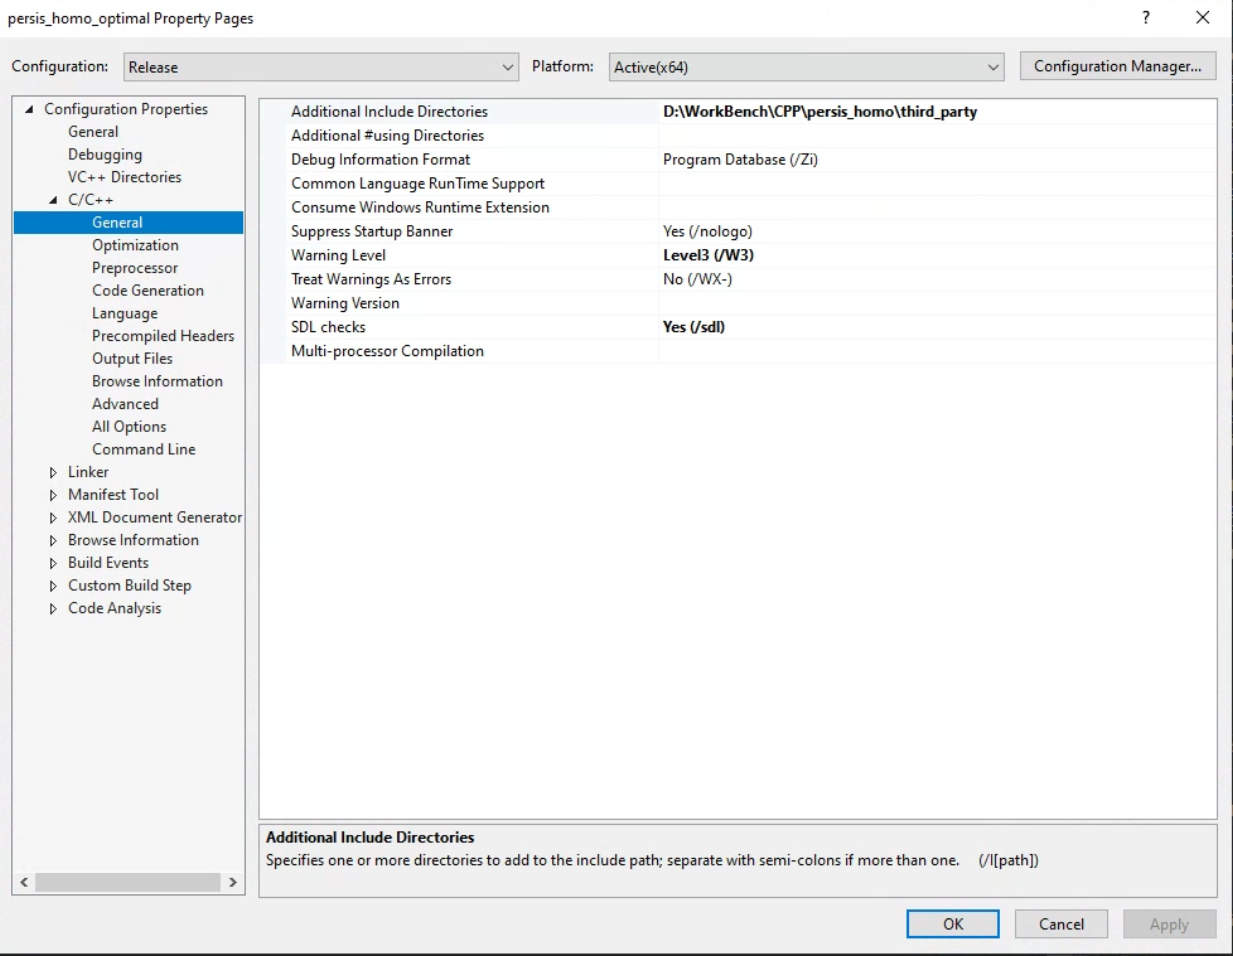 persis_homo_optimal Property Pages
?
Configuration: Release Platform: Active(x64) Configuration Manager...
Configuration Properties
General
Debugging
VC++ Directories
C/C++
General
Optimization
Preprocessor
Code Generation
Language
Precompiled Headers
Output Files
Browse Information
Advanced
All Options
Command Line
Linker
Manifest Tool
XML Document Generator
Browse Information
Build Events
Custom Build Step
Code Analysis
Additional Include Directories D:\WorkBench\CPP\persis_homo\third_party
Additional #using Directories
Debug Information Format Program Database (/Zi)
Common Language RunTime Support
Consume Windows Runtime Extension
Suppress Startup Banner Yes (/nologo)
Warning Level Level3 (/W3)
Treat Warnings As Errors No (/WX-)
Warning Version
SDL checks Yes (/sdl)
Multi-processor Compilation
Additional Include Directories
Specifies one or more directories to add to the include path; separate with semi-colons if more than one. (/I[path])
OK Cancel Apply